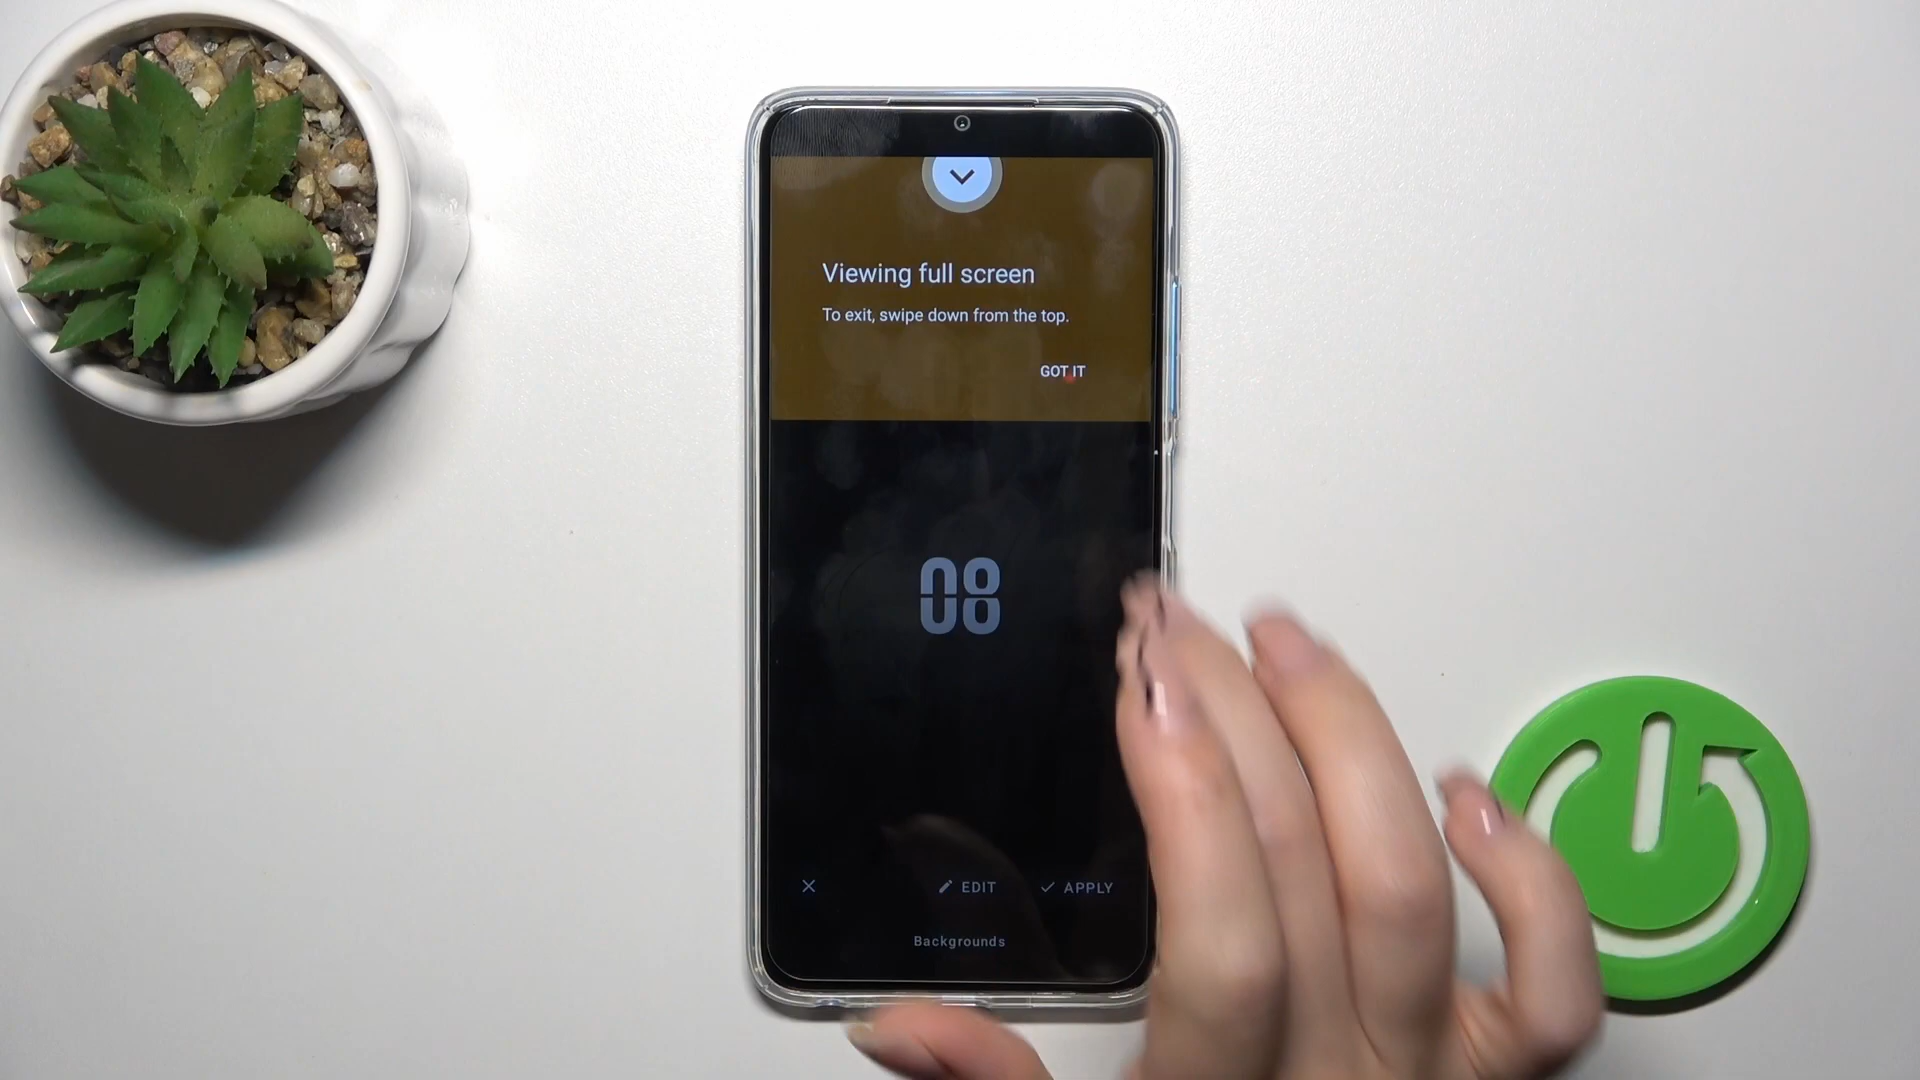 Viewing full screen
To exit, swipe down from the top.
GOT IT
08
EDIT
APPLY
Backgrounds